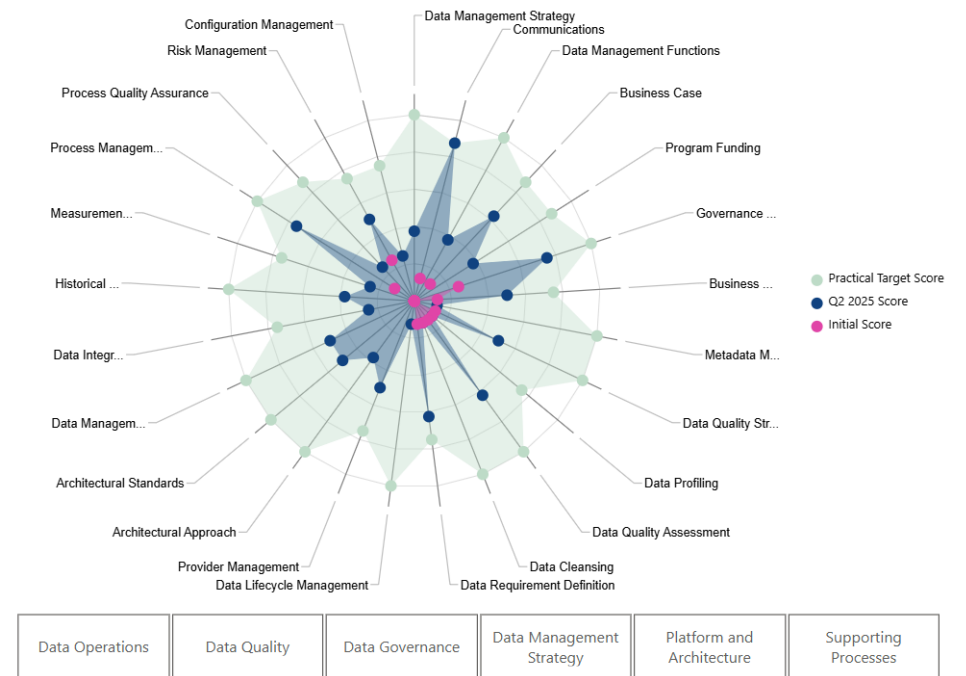 Data Management Strategy
Communications
Data Management Functions
Business Case
Program Funding
Governance ...
Business ...
Metadata M...
Data Quality Str...
Data Profiling
Data Quality Assessment
Data Cleansing
Data Requirement Definition
Data Lifecycle Management
Provider Management
Architectural Approach
Architectural Standards
Data Managem...
Data Integr...
Historical ...
Measuremen...
Process Managem...
Process Quality Assurance
Risk Management
Configuration Management
Practical Target Score
Q2 2025 Score
Initial Score
Data Operations
Data Quality
Data Governance
Data Management
Strategy
Platform and
Architecture
Supporting
Processes